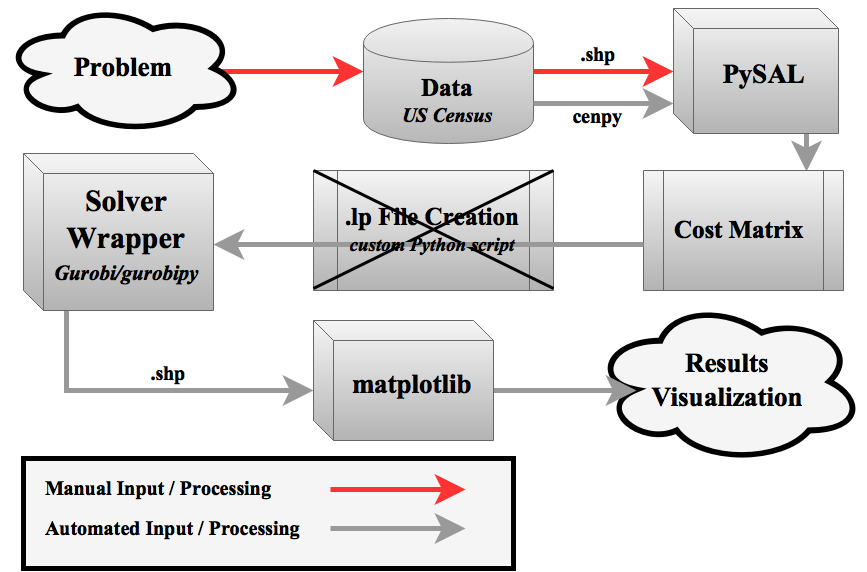 Problem
Data
US Census
.shp
cenpy
PySAL
Solver
Wrapper
Gurobi/gurobipy
.lp File Creation
custom Python script
Cost Matrix
.shp
matplotlib
Results
Visualization
Manual Input / Processing
Automated Input / Processing